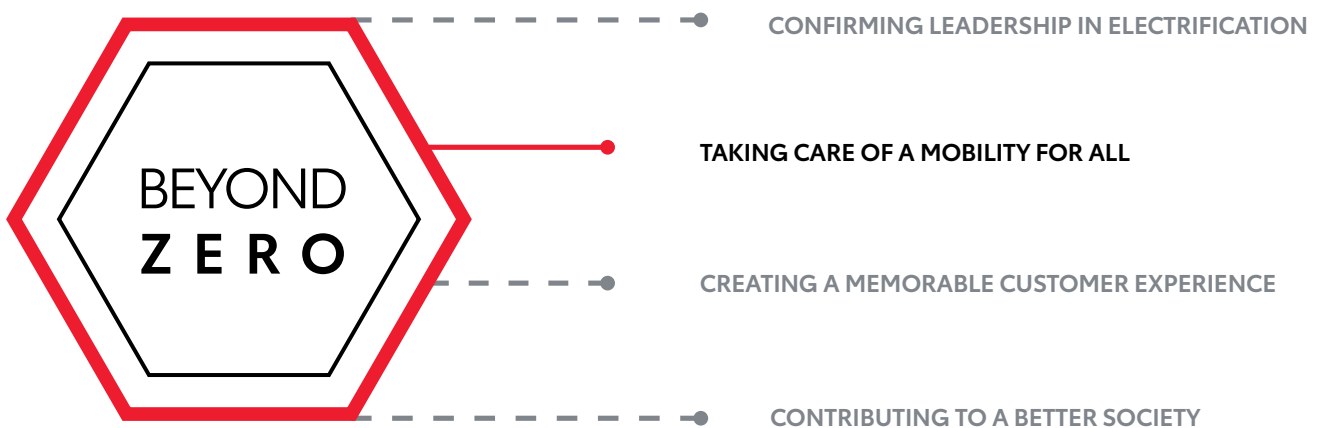 BEYOND
ZERO
CONFIRMING LEADERSHIP IN ELECTRIFICATION
TAKING CARE OF A MOBILITY FOR ALL
CREATING A MEMORABLE CUSTOMER EXPERIENCE
CONTRIBUTING TO A BETTER SOCIETY